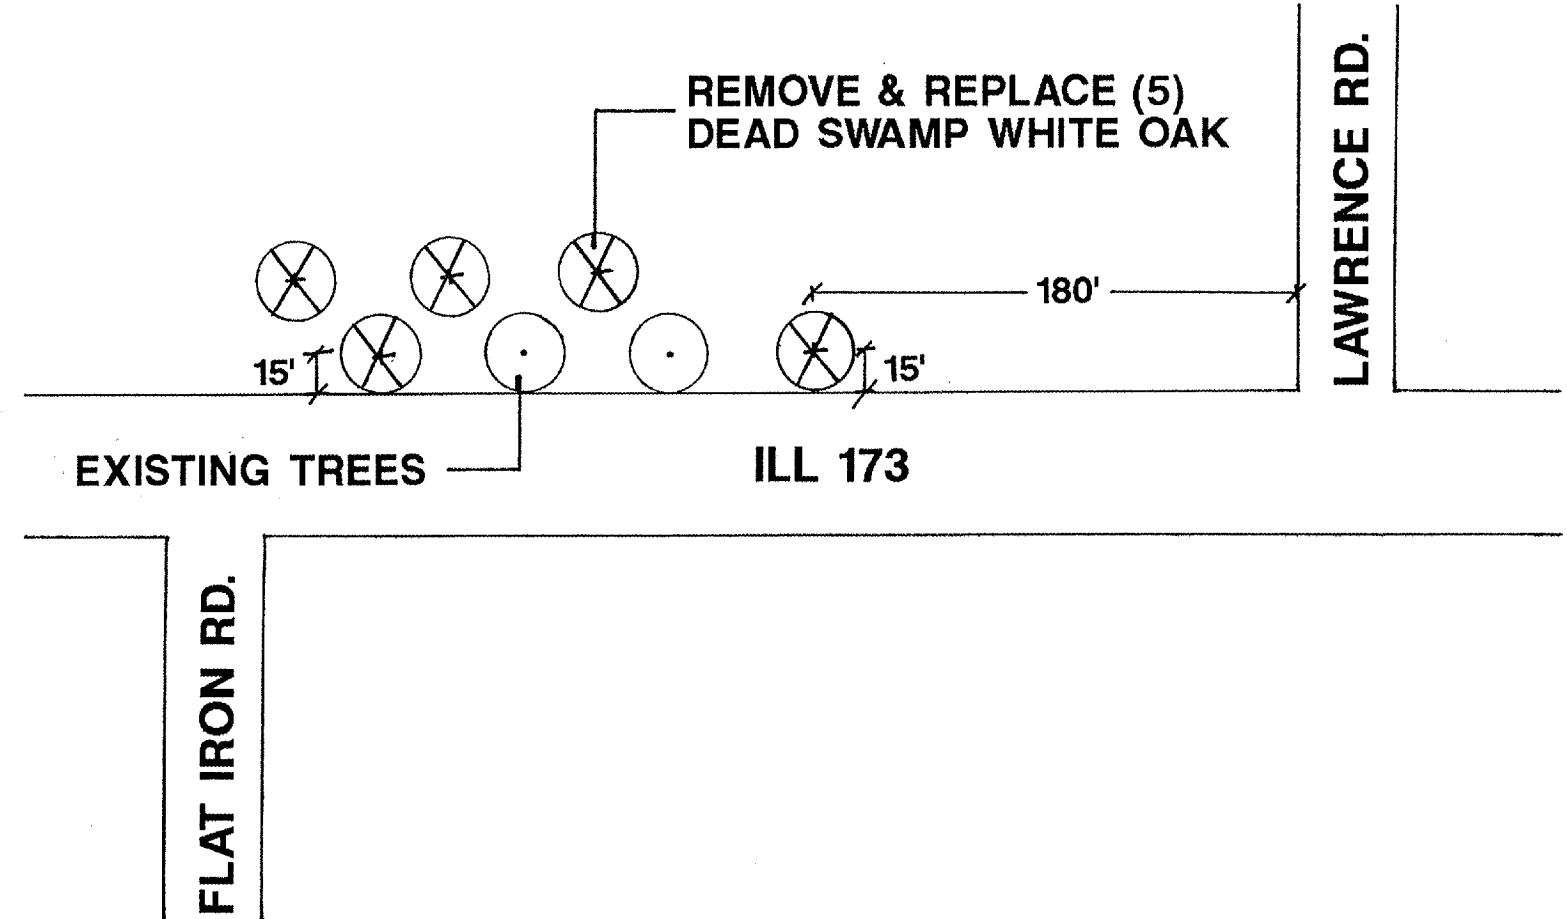 REMOVE & REPLACE (5)
DEAD SWAMP WHITE OAK
LAWRENCE RD.
180'
15'
15'
EXISTING TREES
ILL 173
FLAT IRON RD.